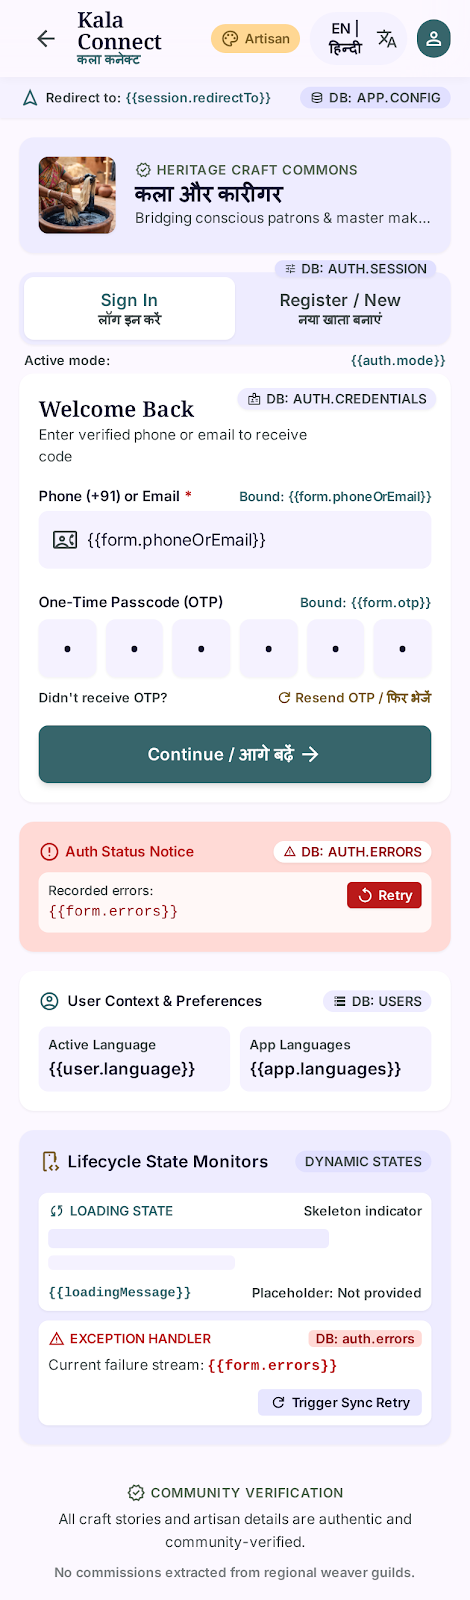 Kala
Connect
कला कनेक्ट
Artisan
EN |
हिन्दी
Redirect to: {{session.redirectTo}}
DB: APP.CONFIG
HERITAGE CRAFT COMMONS
कला और कारीगर
Bridging conscious patrons & master mak...
DB: AUTH.SESSION
Sign In
लॉग इन करें
Register / New
नया खाता बनाएं
Active mode:
{{auth.mode}}
Welcome Back
DB: AUTH.CREDENTIALS
Enter verified phone or email to receive
code
Phone (+91) or Email *
Bound: {{form.phoneOrEmail}}
{{form.phoneOrEmail}}
One-Time Passcode (OTP)
Bound: {{form.otp}}
• • • • • •
Didn't receive OTP?
Resend OTP / फिर भेजें
Continue / आगे बढ़ें →
Auth Status Notice
DB: AUTH.ERRORS
Recorded errors:
{{form.errors}}
Retry
User Context & Preferences
DB: USERS
Active Language
{{user.language}}
App Languages
{{app.languages}}
Lifecycle State Monitors
DYNAMIC STATES
LOADING STATE
Skeleton indicator
{{loadingMessage}}
Placeholder: Not provided
EXCEPTION HANDLER
DB: auth.errors
Current failure stream: {{form.errors}}
Trigger Sync Retry
COMMUNITY VERIFICATION
All craft stories and artisan details are authentic and
community-verified.
No commissions extracted from regional weaver guilds.